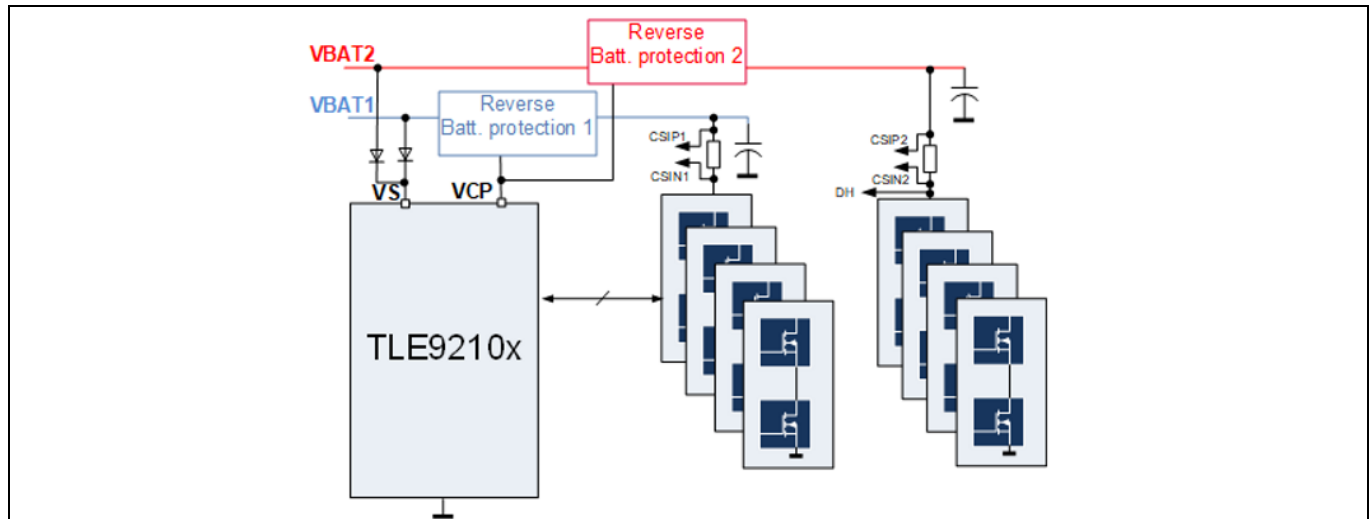 Reverse
Batt. protection 2
VBAT2
VBAT1
Reverse
Batt. protection 1
CSIP1
CSIN1
CSIP2
CSIN2
DH
VS
VCP
TLE9210x